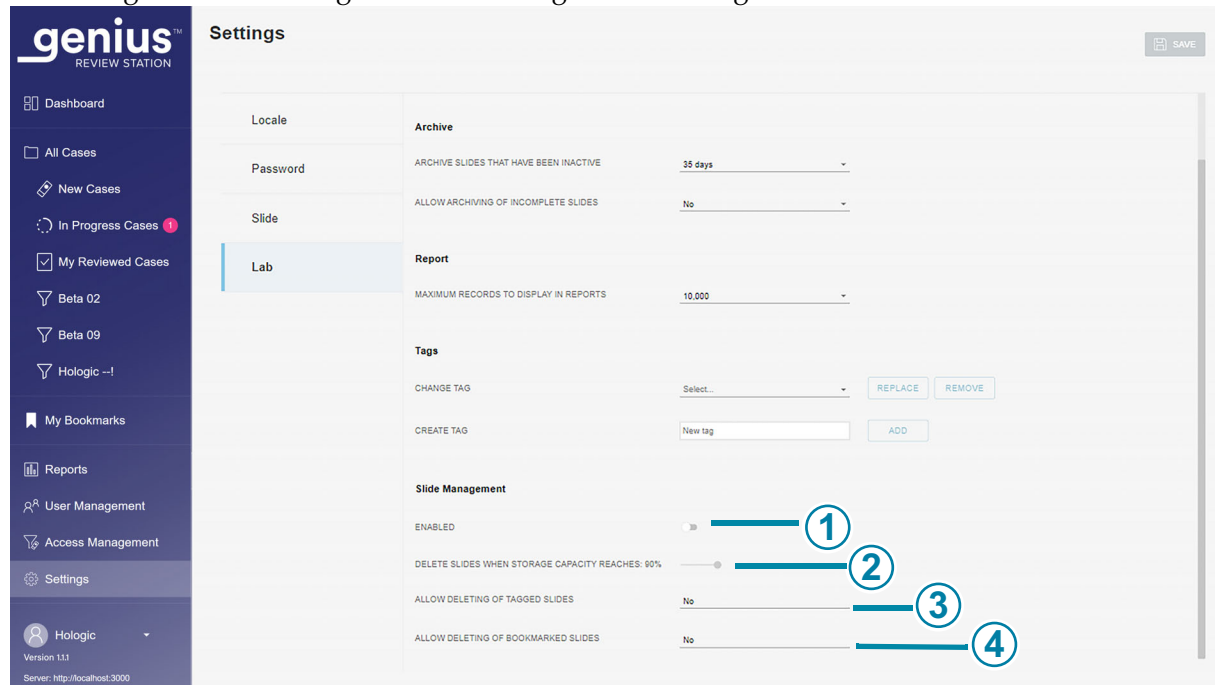 genius™
REVIEW STATION
Dashboard
All Cases
New Cases
In Progress Cases 1
My Reviewed Cases
Beta 02
Beta 09
Hologic --!
My Bookmarks
Reports
User Management
Access Management
Settings
Hologic
Version 1.1.1
Server: http://localhost:3000
Settings
SAVE
Locale
Password
Slide
Lab
Archive
ARCHIVE SLIDES THAT HAVE BEEN INACTIVE 35 days
ALLOW ARCHIVING OF INCOMPLETE SLIDES No
Report
MAXIMUM RECORDS TO DISPLAY IN REPORTS 10,000
Tags
CHANGE TAG Select... REPLACE REMOVE
CREATE TAG New tag ADD
Slide Management
ENABLED 1
DELETE SLIDES WHEN STORAGE CAPACITY REACHES: 90% 2
ALLOW DELETING OF TAGGED SLIDES No 3
ALLOW DELETING OF BOOKMARKED SLIDES No 4